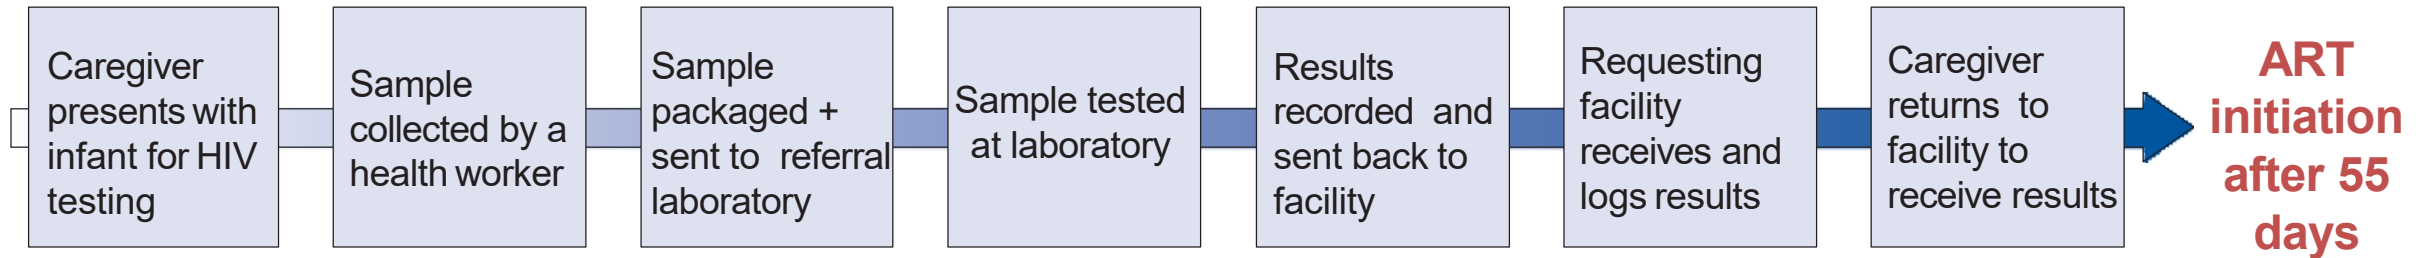 Caregiver
presents with
infant for HIV
testing
Sample
collected by a
health worker
Sample
packaged +
sent to referral
laboratory
Sample tested
at laboratory
Results
recorded and
sent back to
facility
Requesting
facility
receives and
logs results
Caregiver
returns to
facility to
receive results
ART
initiation
after 55
days